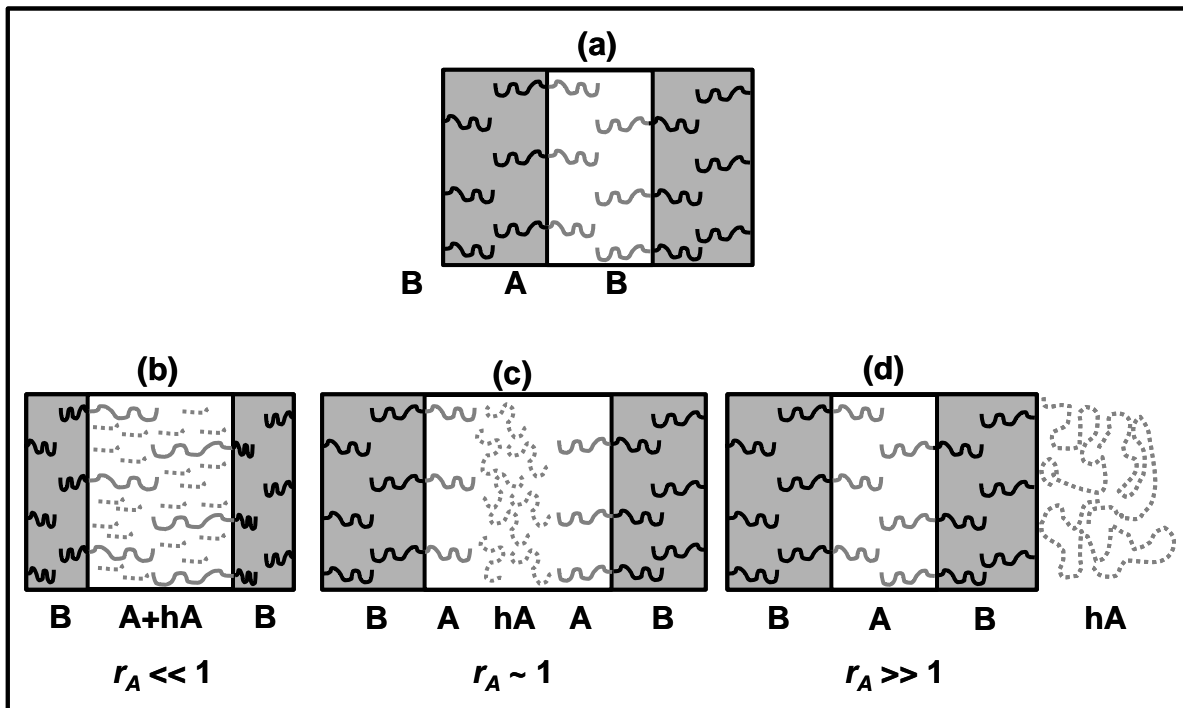 (a)
B A B
(b) (c) (d)
B A+hA B B A hA A B B A B hA
r_A << 1 r_A ~ 1 r_A >> 1